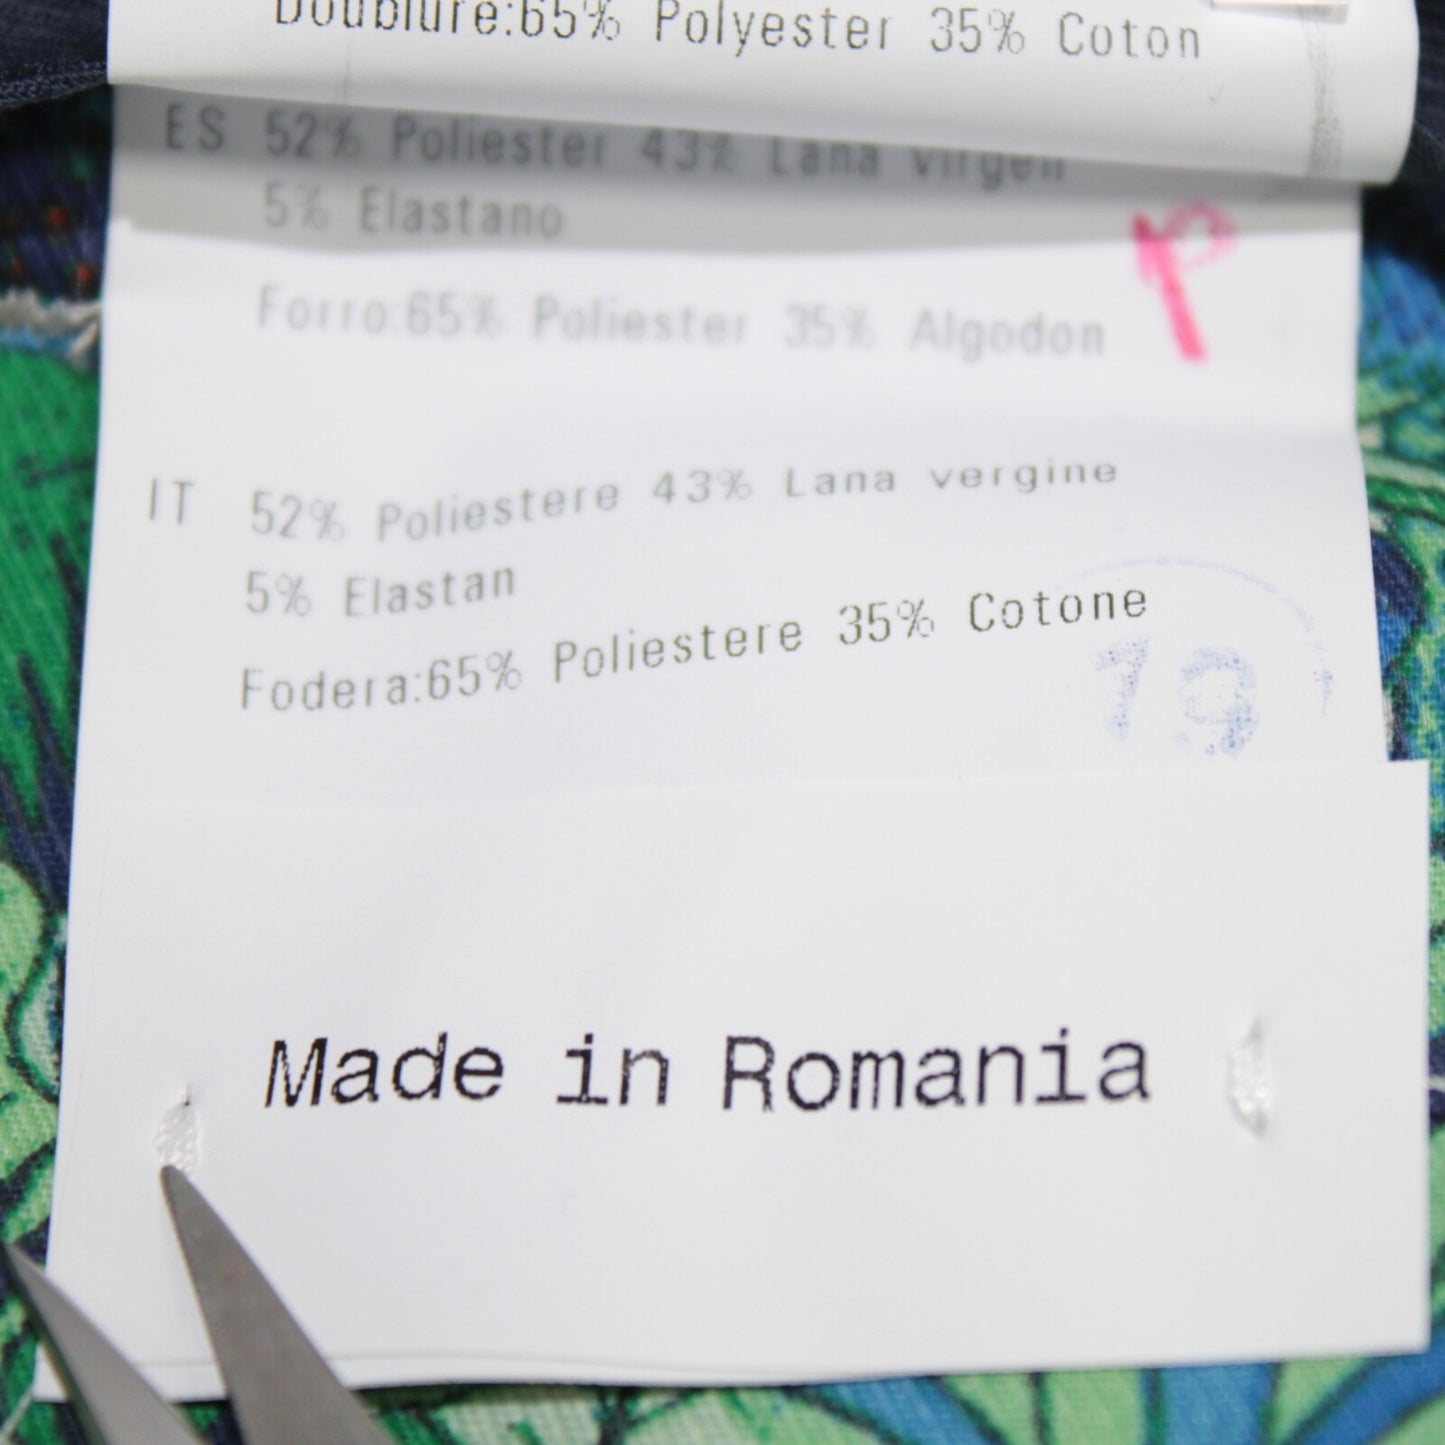 Doublure:65% Polyester 35% Coton
ES 52% Poliester 43% Lana virgen
5% Elastano
Forro:65% Poliester 35% Algodon
P
IT 52% Poliestere 43% Lana vergine
5% Elastan
Fodera:65% Poliestere 35% Cotone
19
Made in Romania